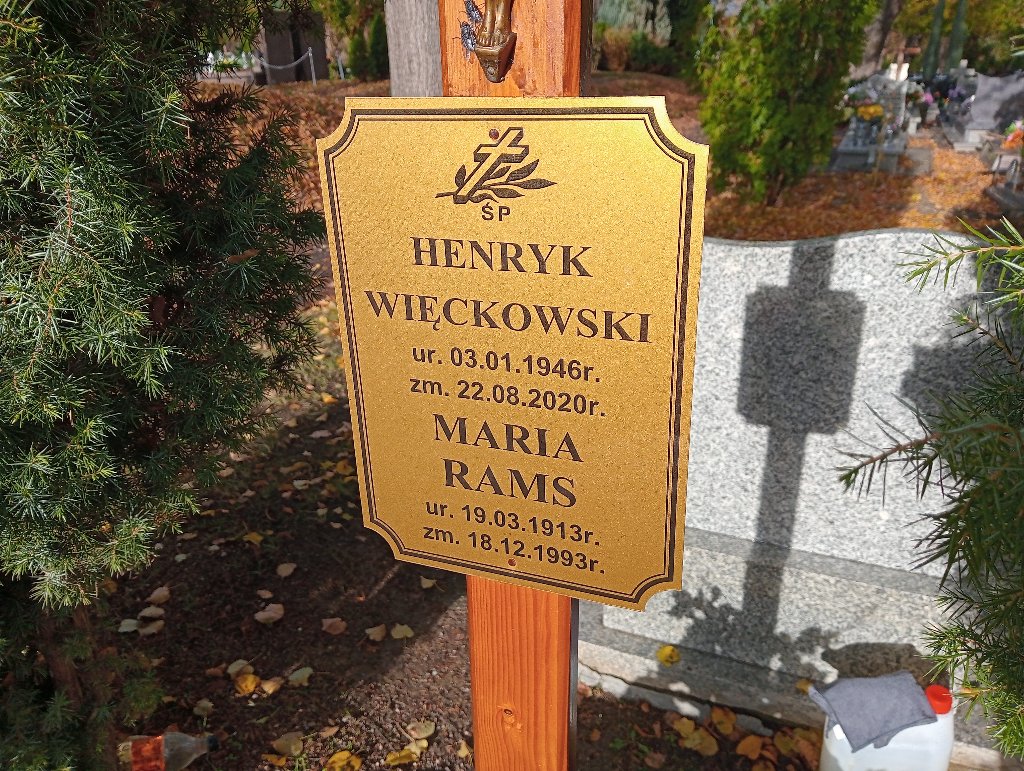 ŚP
HENRYK
WIĘCKOWSKI
ur. 03.01.1946r.
zm. 22.08.2020r.
MARIA
RAMS
ur. 19.03.1913r.
zm. 18.12.1993r.